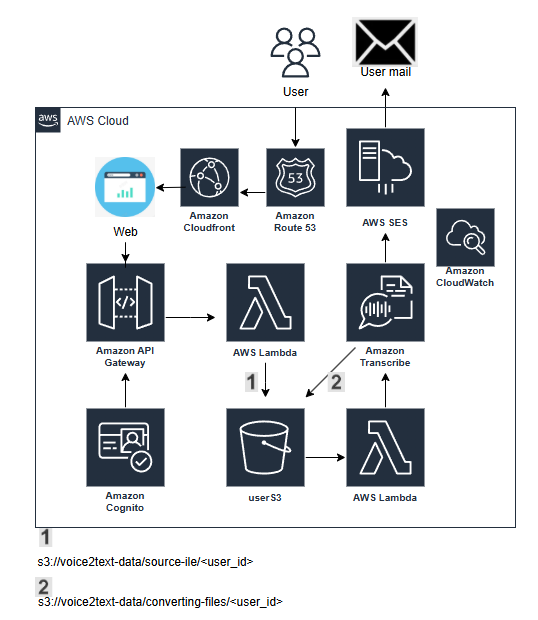 User mail
User
aws
AWS Cloud
53
Amazon
Cloudfront
Amazon
Route 53
AWS SES
Web
Amazon
CloudWatch
Amazon API
Gateway
AWS Lambda
Amazon
Transcribe
1
2
Amazon
Cognito
userS3
AWS Lambda
1
s3://voice2text-data/source-ile/<user_id>
2
s3://voice2text-data/converting-files/<user_id>